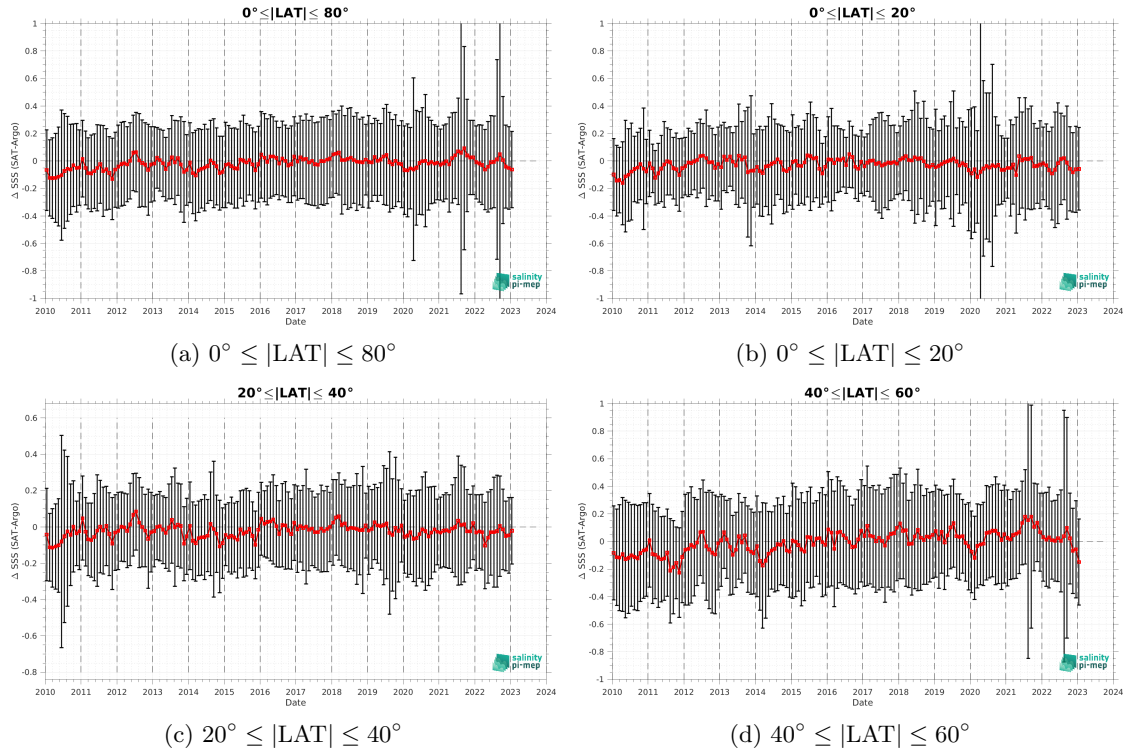 0°≤|LAT|≤ 80°
Δ SSS (SAT-Argo)
1
0.8
0.6
0.4
0.2
0
-0.2
-0.4
-0.6
-0.8
-1
2010 2011 2012 2013 2014 2015 2016 2017 2018 2019 2020 2021 2022 2023 2024
Date
salinity
pi-mep
(a) 0° ≤ |LAT| ≤ 80°
0°≤|LAT|≤ 20°
Δ SSS (SAT-Argo)
1
0.8
0.6
0.4
0.2
0
-0.2
-0.4
-0.6
-0.8
-1
2010 2011 2012 2013 2014 2015 2016 2017 2018 2019 2020 2021 2022 2023 2024
Date
salinity
pi-mep
(b) 0° ≤ |LAT| ≤ 20°
20°≤|LAT|≤ 40°
Δ SSS (SAT-Argo)
0.6
0.4
0.2
0
-0.2
-0.4
-0.6
-0.8
2010 2011 2012 2013 2014 2015 2016 2017 2018 2019 2020 2021 2022 2023 2024
Date
salinity
pi-mep
(c) 20° ≤ |LAT| ≤ 40°
40°≤|LAT|≤ 60°
Δ SSS (SAT-Argo)
1
0.8
0.6
0.4
0.2
0
-0.2
-0.4
-0.6
-0.8
-1
2010 2011 2012 2013 2014 2015 2016 2017 2018 2019 2020 2021 2022 2023 2024
Date
salinity
pi-mep
(d) 40° ≤ |LAT| ≤ 60°